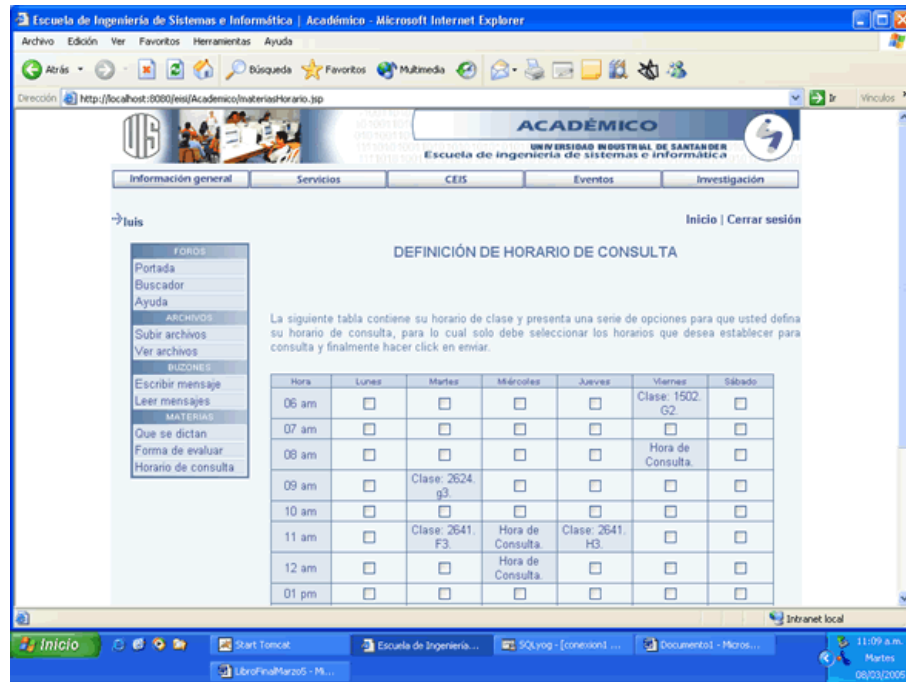 Escuela de Ingeniería de Sistemas e Informática | Académico - Microsoft Internet Explorer
Archivo Edición Ver Favoritos Herramientas Ayuda
Atrás Búsqueda Favoritos Multimedia
Dirección http://localhost:8080/eisi/Academico/materiasHorario.jsp Ir Vínculos
UIS ACADÉMICO
UNIVERSIDAD INDUSTRIAL DE SANTANDER
Escuela de ingeniería de sistemas e informática
Información general Servicios CEIS Eventos Investigación
luis Inicio | Cerrar sesión
DEFINICIÓN DE HORARIO DE CONSULTA
FOROS
Portada
Buscador
Ayuda
ARCHIVOS
Subir archivos
Ver archivos
BUZONES
Escribir mensaje
Leer mensajes
MATERIAS
Que se dictan
Forma de evaluar
Horario de consulta
La siguiente tabla contiene su horario de clase y presenta una serie de opciones para que usted defina
su horario de consulta, para lo cual solo debe seleccionar los horarios que desea establecer para
consulta y finalmente hacer click en enviar.
Hora Lunes Martes Miércoles Jueves Viernes Sábado
06 am Clase: 1502. G2.
07 am
08 am Hora de Consulta.
09 am Clase: 2624. g3.
10 am
11 am Clase: 2641. F3. Hora de Consulta. Clase: 2641. H3.
12 am Hora de Consulta.
01 pm
Intranet local
Inicio Start Tomcat Escuela de Ingeniería... SQLyog - [conexion1 ... Documento1 - Micros... 11:09 a.m.
Martes
LibroFinalMarzo5 - Mi... 08/03/2005